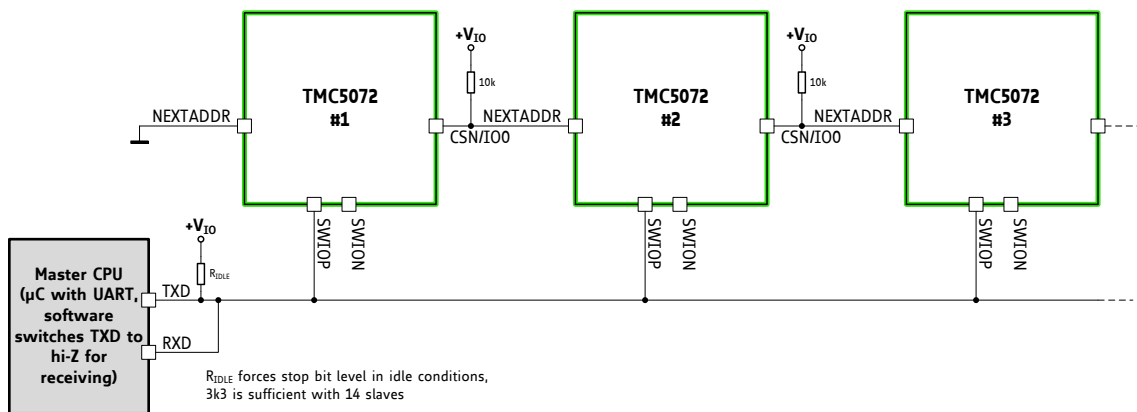 +VIO
+VIO
10k
10k
TMC5072
#1
TMC5072
#2
TMC5072
#3
NEXTADDR
NEXTADDR
NEXTADDR
CSN/IO0
CSN/IO0
SWIOP
SWION
SWIOP
SWION
SWIOP
SWION
+VIO
RIDLE
Master CPU
(µC with UART,
software
switches TXD to
hi-Z for
receiving)
TXD
RXD
RIDLE forces stop bit level in idle conditions,
3k3 is sufficient with 14 slaves